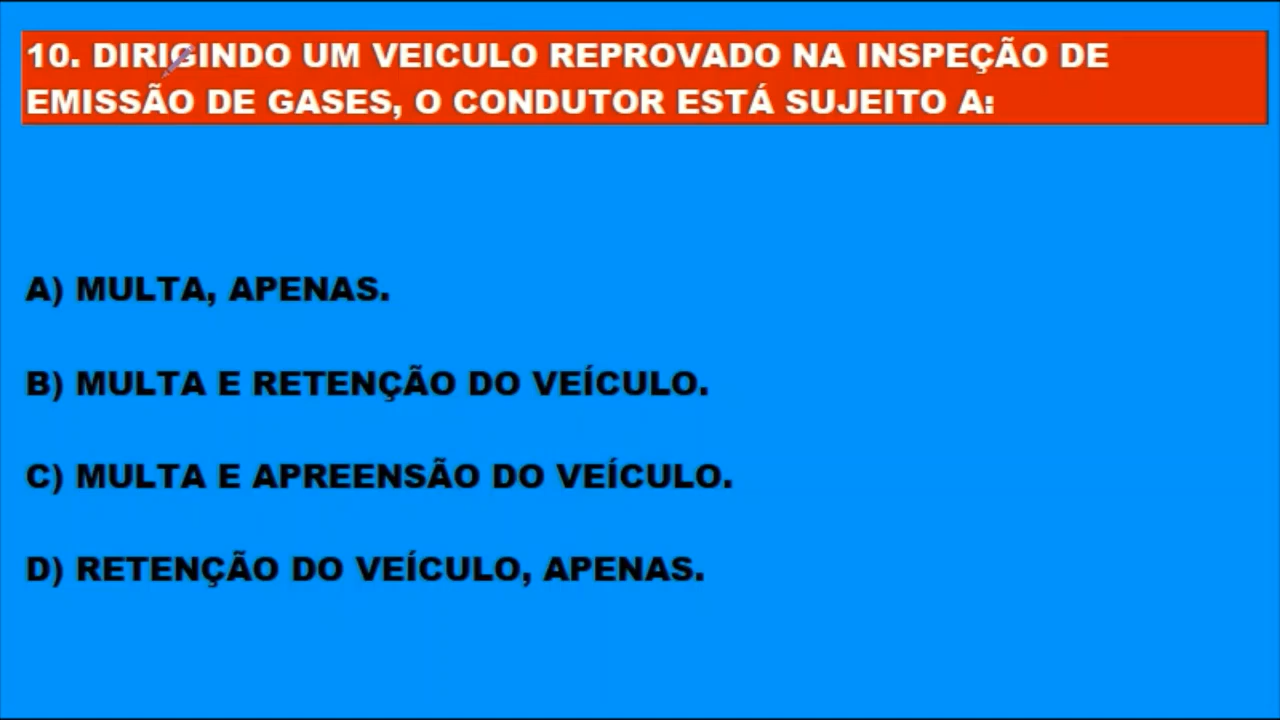 10. DIRIGINDO UM VEICULO REPROVADO NA INSPEÇÃO DE
EMISSÃO DE GASES, O CONDUTOR ESTÁ SUJEITO A:
A) MULTA, APENAS.
B) MULTA E RETENÇÃO DO VEÍCULO.
C) MULTA E APREENSÃO DO VEÍCULO.
D) RETENÇÃO DO VEÍCULO, APENAS.